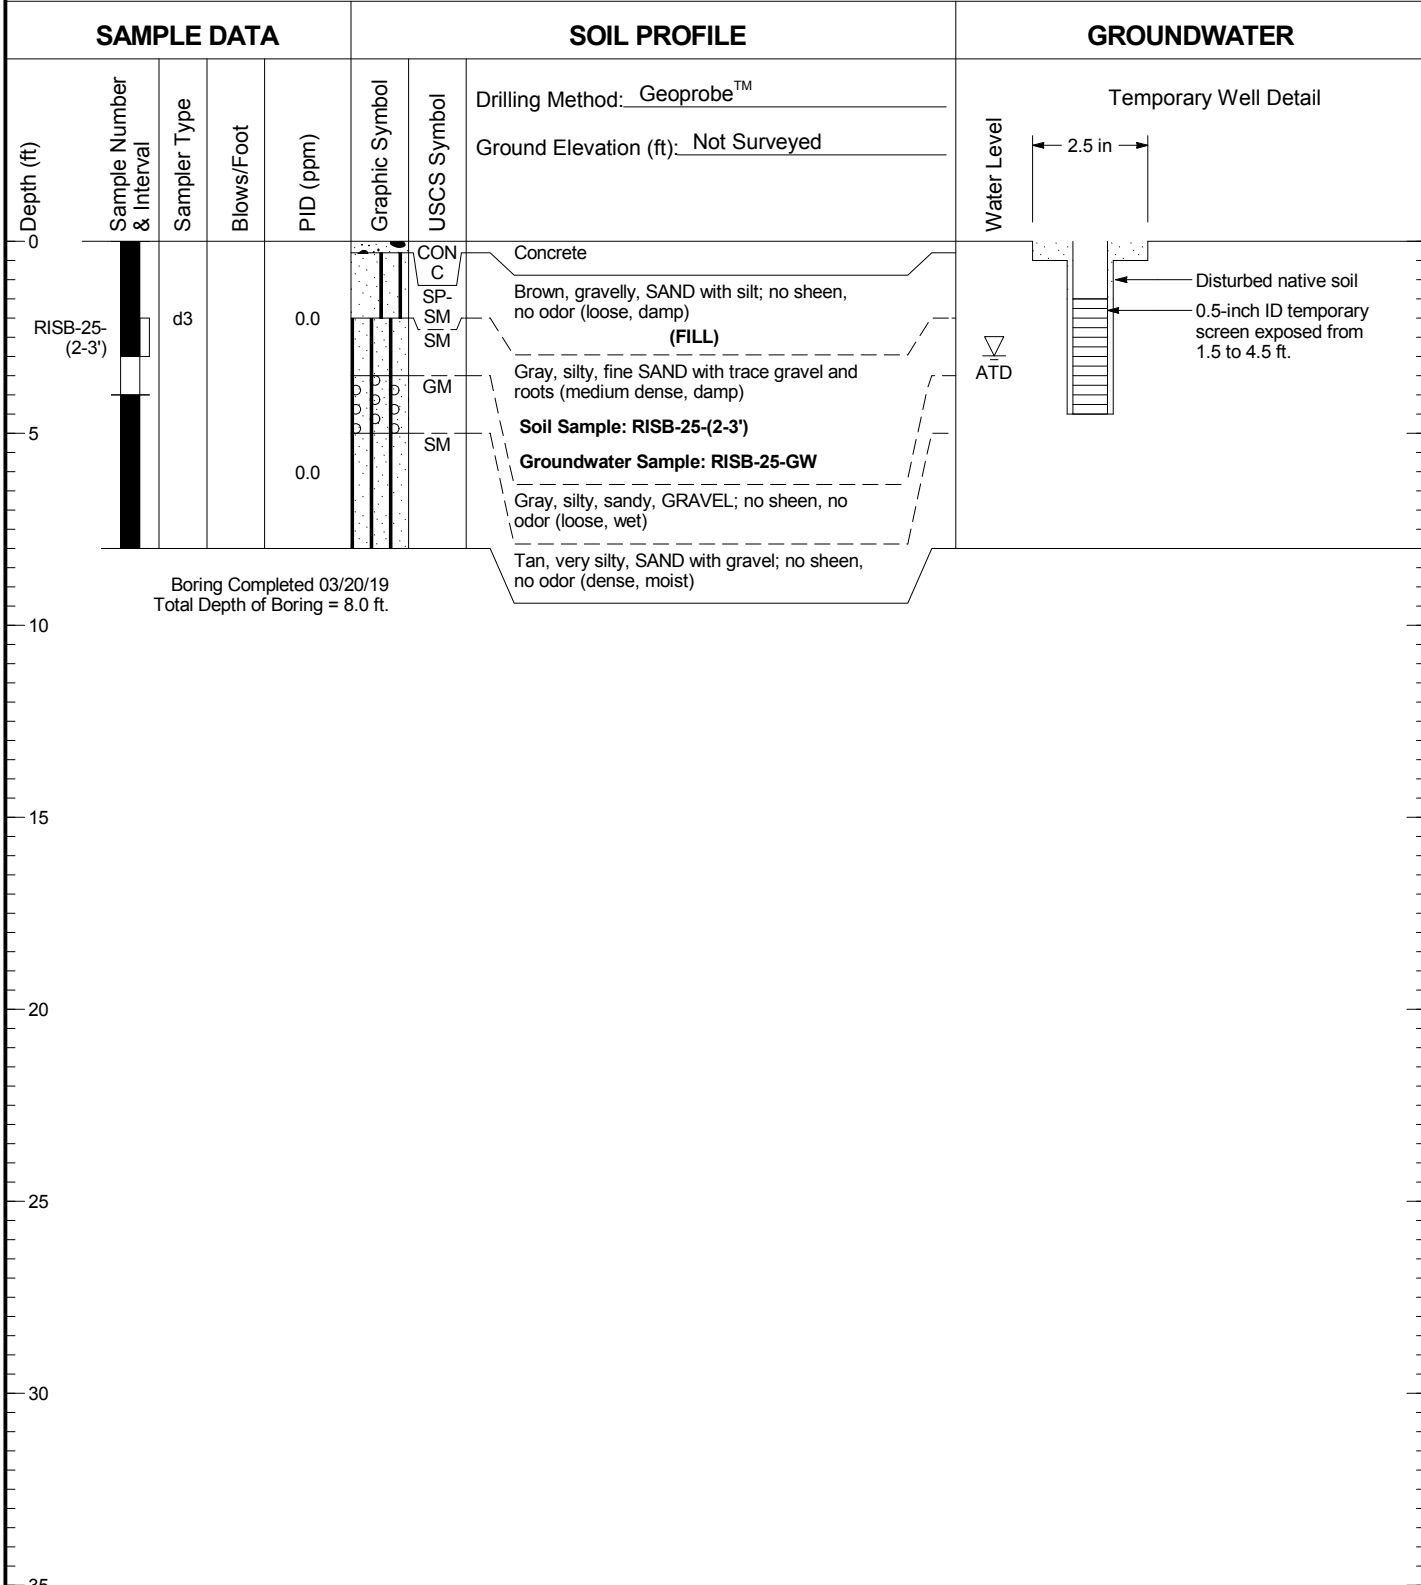 SAMPLE DATA
SOIL PROFILE
GROUNDWATER
Depth (ft)
Sample Number
& Interval
Sampler Type
Blows/Foot
PID (ppm)
Graphic Symbol
USCS Symbol
Drilling Method: Geoprobe™
Ground Elevation (ft): Not Surveyed
Water Level
Temporary Well Detail
2.5 in
0
CON
C
Concrete
SP-
SM
Brown, gravelly, SAND with silt; no sheen,
no odor (loose, damp)
(FILL)
Disturbed native soil
0.5-inch ID temporary
screen exposed from
1.5 to 4.5 ft.
RISB-25-
(2-3')
d3
0.0
SM
Gray, silty, fine SAND with trace gravel and
roots (medium dense, damp)
ATD
GM
Soil Sample: RISB-25-(2-3')
Groundwater Sample: RISB-25-GW
5
SM
0.0
Gray, silty, sandy, GRAVEL; no sheen, no
odor (loose, wet)
Tan, very silty, SAND with gravel; no sheen,
no odor (dense, moist)
Boring Completed 03/20/19
Total Depth of Boring = 8.0 ft.
10
15
20
25
30
35